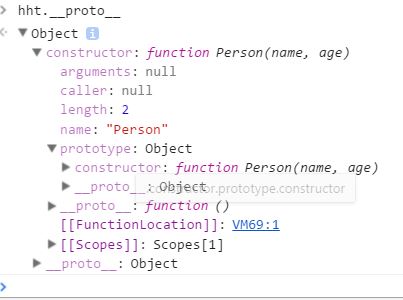 hht.__proto__
Object i
constructor: function Person(name, age)
arguments: null
caller: null
length: 2
name: "Person"
prototype: Object
constructor: function Person(name, age)
__proto__: Object
constructor.prototype.constructor
__proto__: function ()
[[FunctionLocation]]: VM69:1
[[Scopes]]: Scopes[1]
__proto__: Object